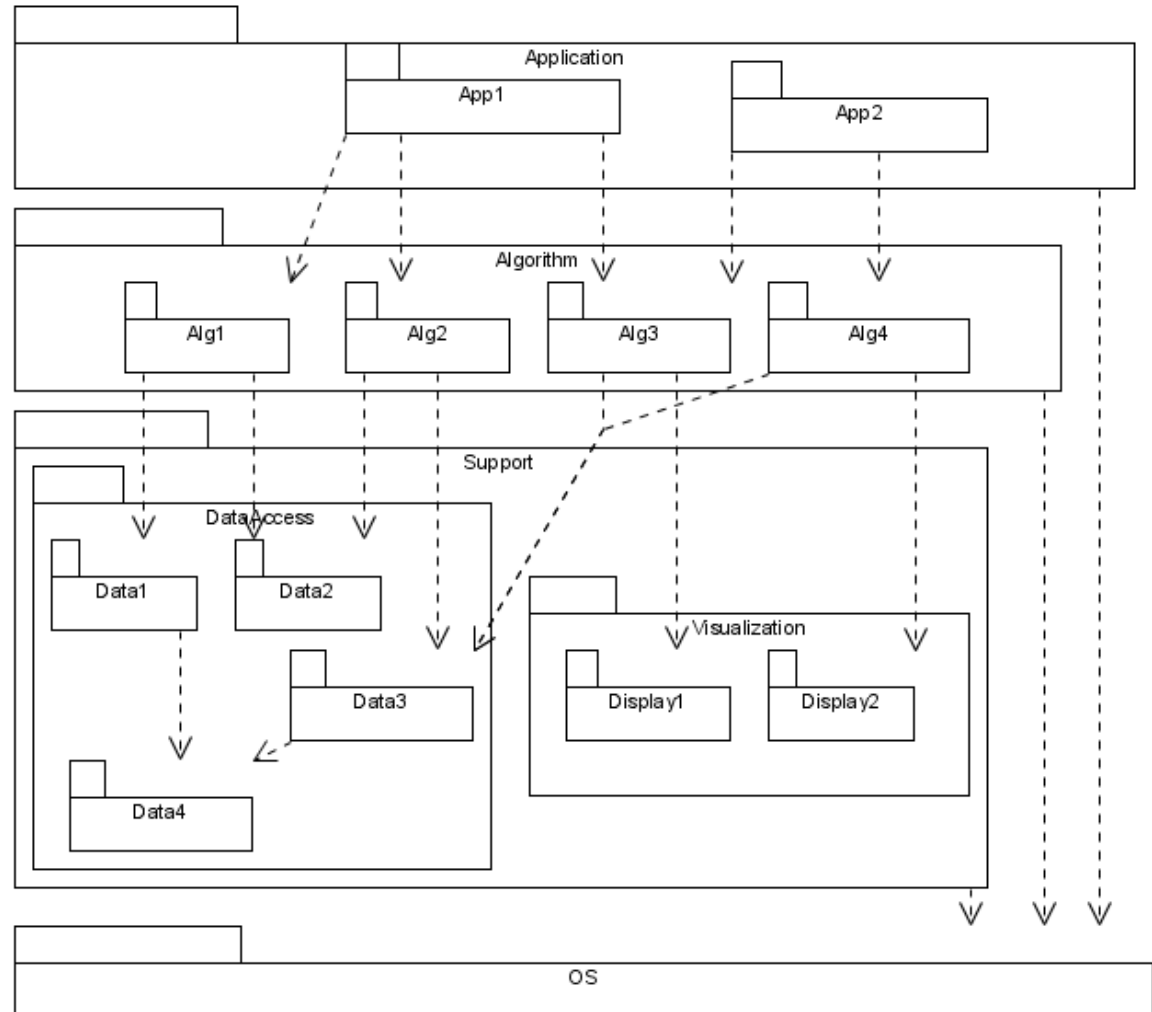 Application
App1
App2
Algorithm
Alg1
Alg2
Alg3
Alg4
Support
DataAccess
Data1
Data2
Visualization
Data3
Display1
Display2
Data4
OS